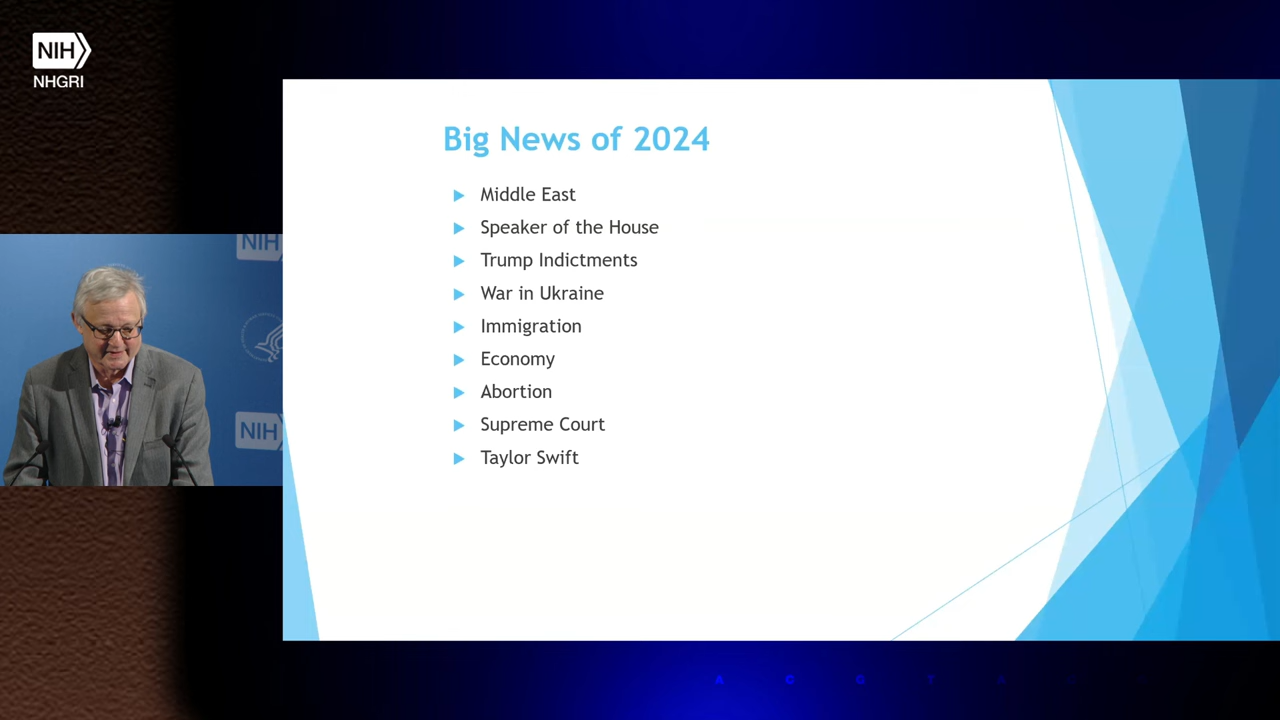 NIH
NHGRI
Big News of 2024
Middle East
Speaker of the House
Trump Indictments
War in Ukraine
Immigration
Economy
Abortion
Supreme Court
Taylor Swift
NIH
NIH
A C G T